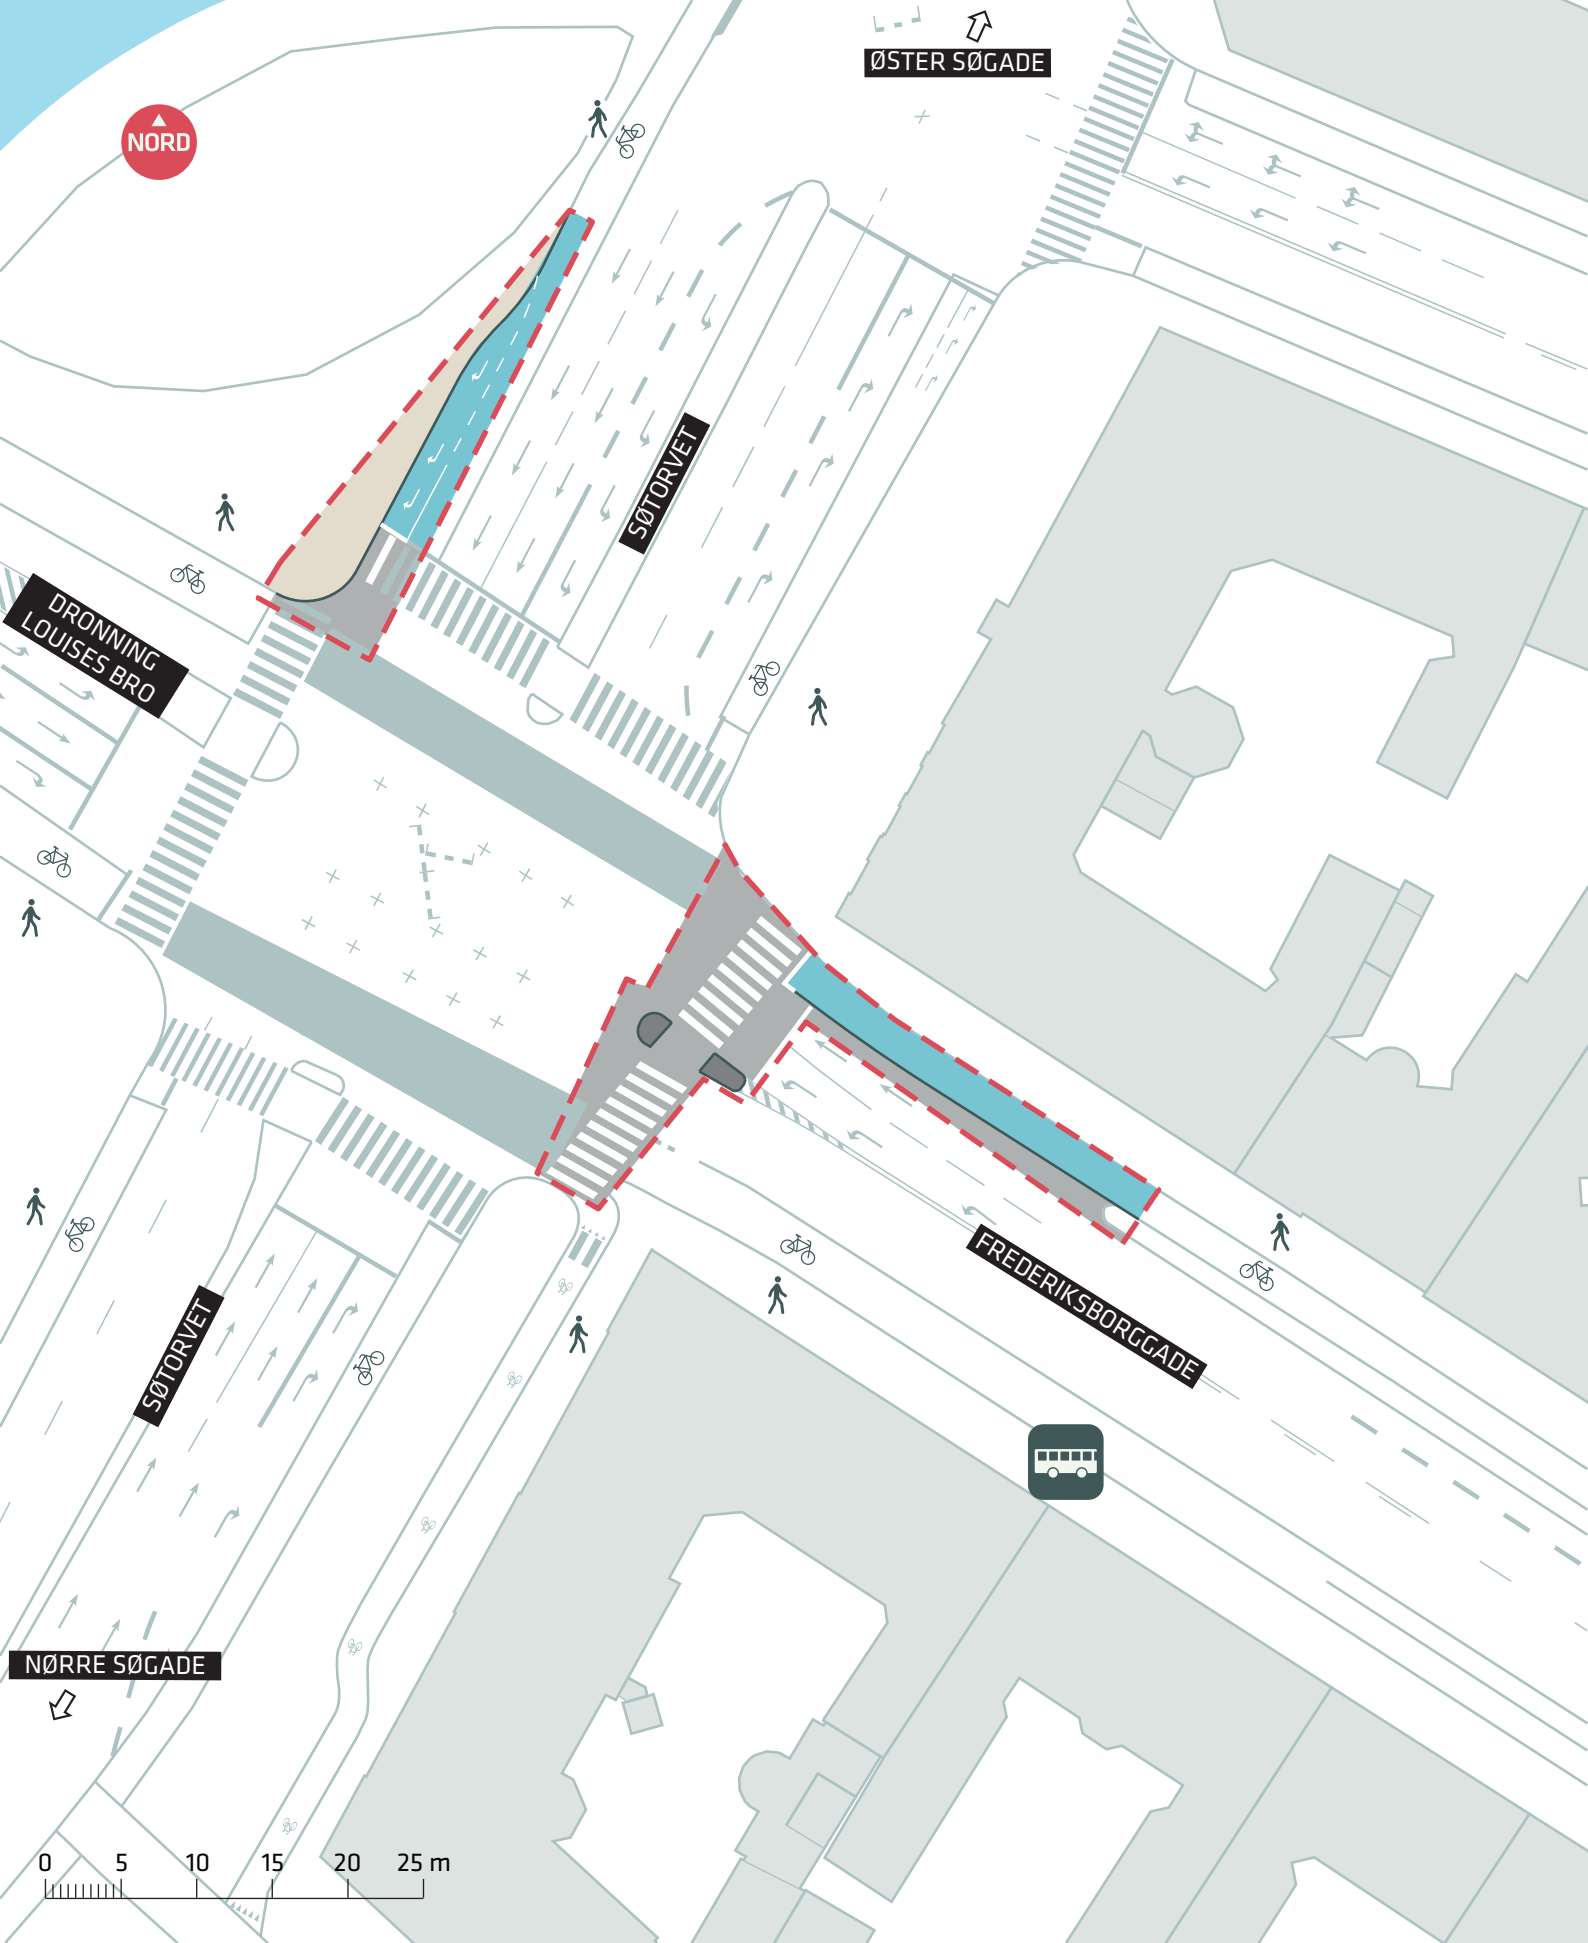 ØSTER SØGADE
NORD
SØTORVET
DRONNING
LOUISES BRO
FREDERIKSBORGGADE
SØTORVET
NØRRE SØGADE
0 5 10 15 20 25 m